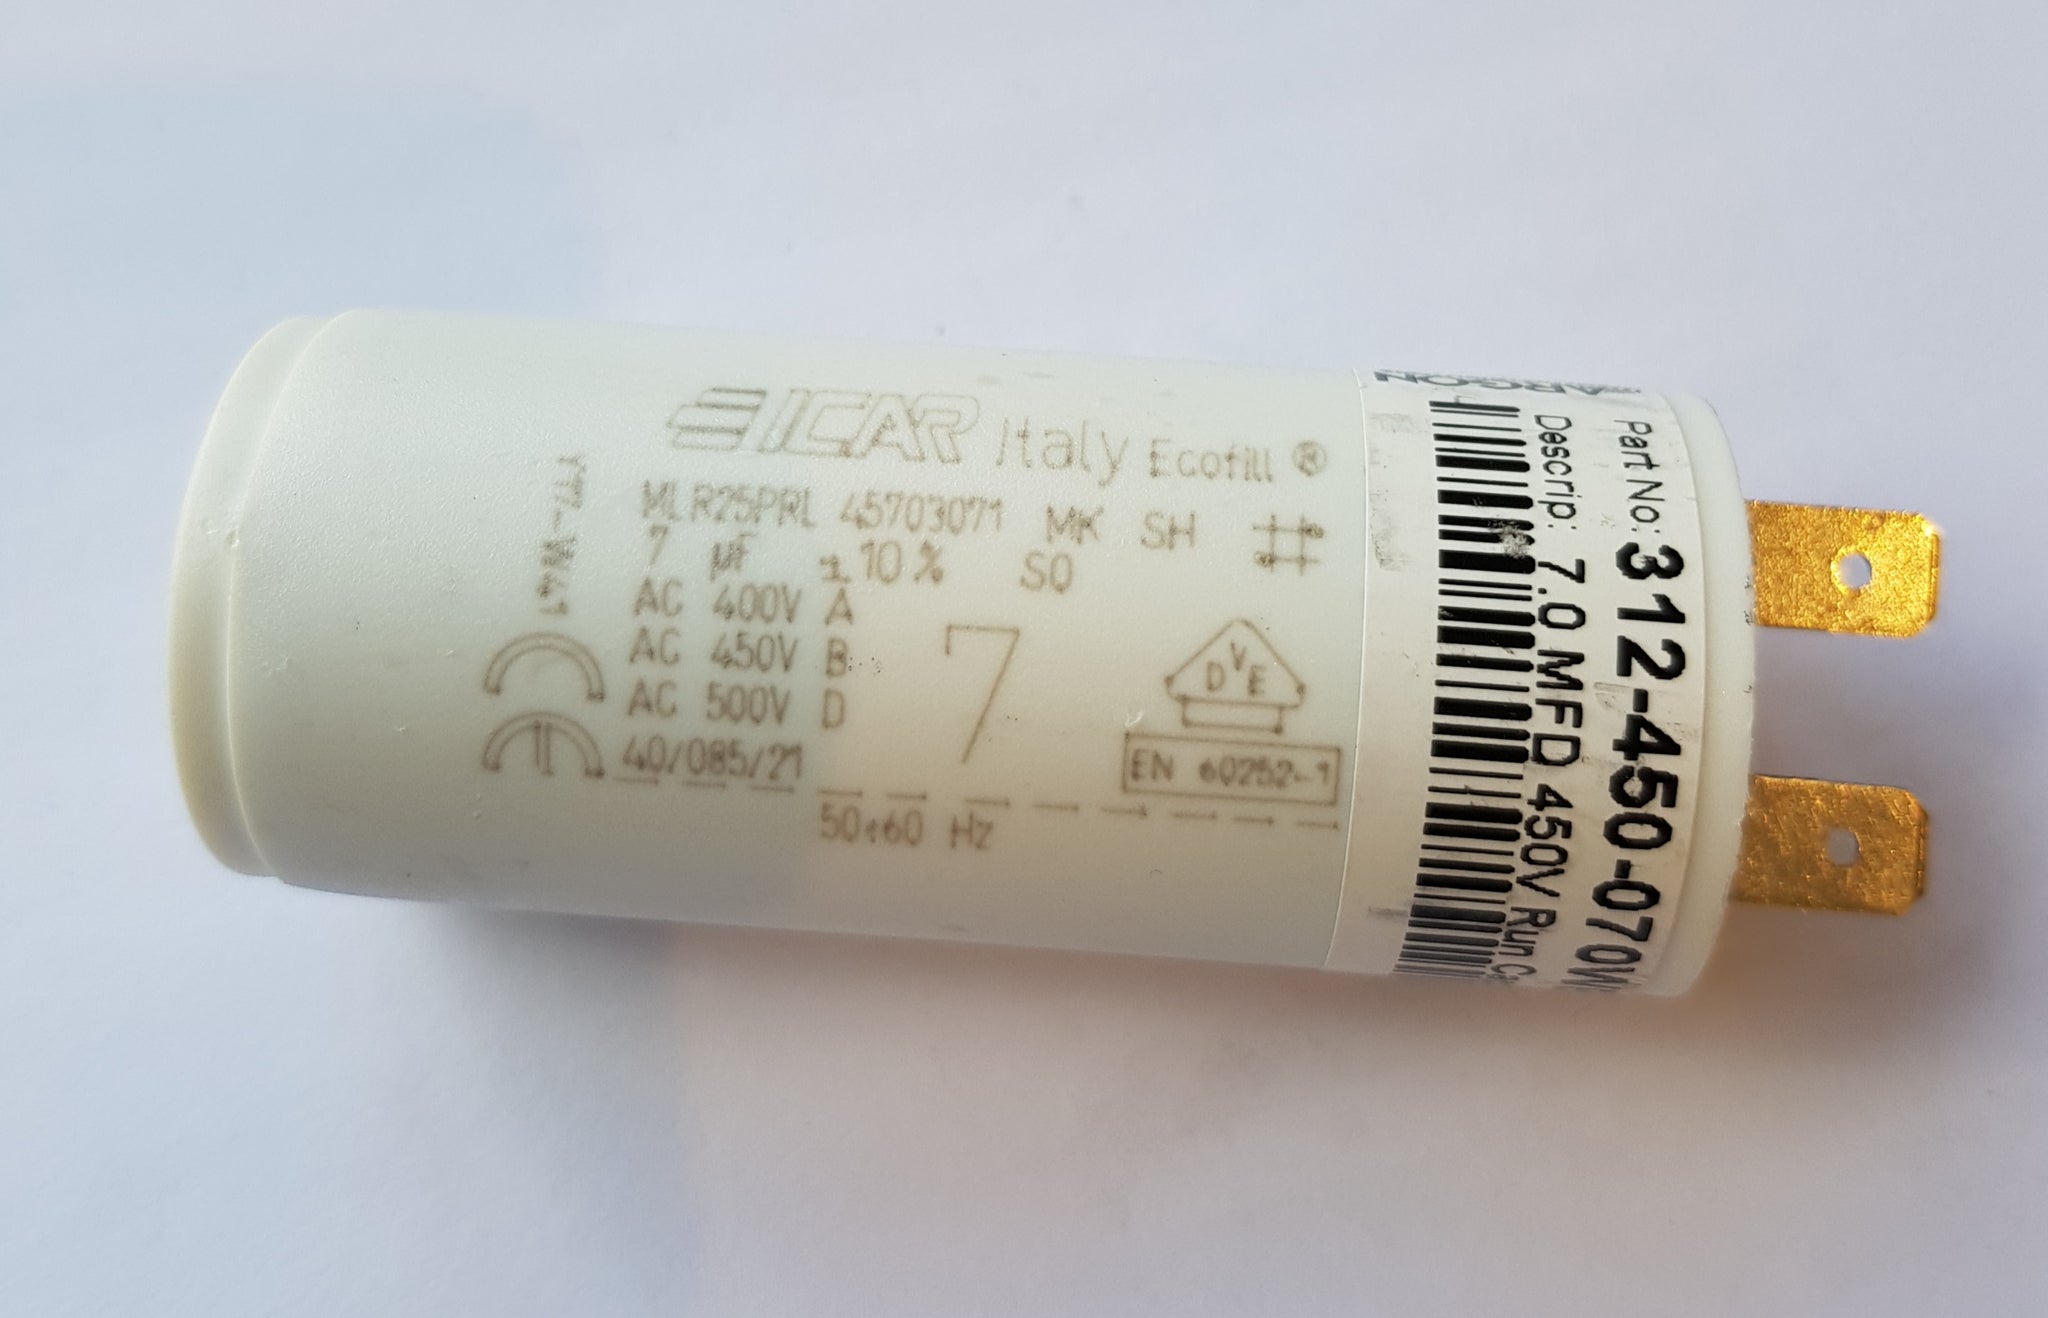 ICAR Italy Ecofill ®
MLR25PRL 45703071 MK SH
7 µF ± 10% S0
AC 400V A
AC 450V B
AC 500V D
40/085/21
50÷60 Hz
7
DVE
EN 60252-1
CE
ARGON
Part No: 312-450-070W
Descrip: 7.0 MFD 450V Run